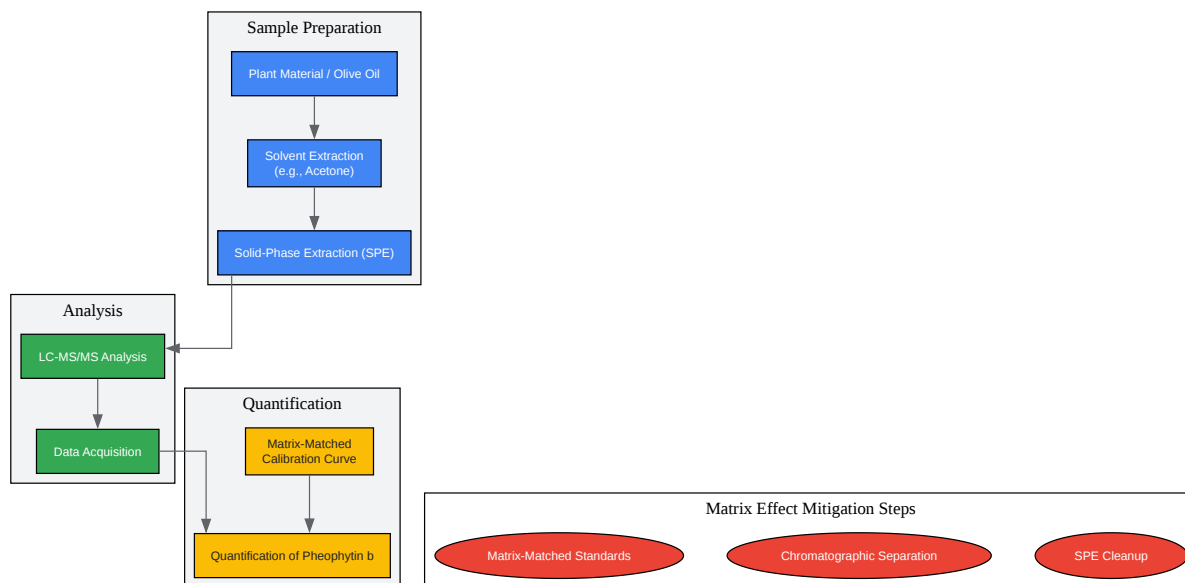 Sample Preparation
Plant Material / Olive Oil
Solvent Extraction
(e.g., Acetone)
Solid-Phase Extraction (SPE)
Analysis
LC-MS/MS Analysis
Data Acquisition
Quantification
Matrix-Matched
Calibration Curve
Quantification of Pheophytin b
Matrix Effect Mitigation Steps
Matrix-Matched Standards
Chromatographic Separation
SPE Cleanup